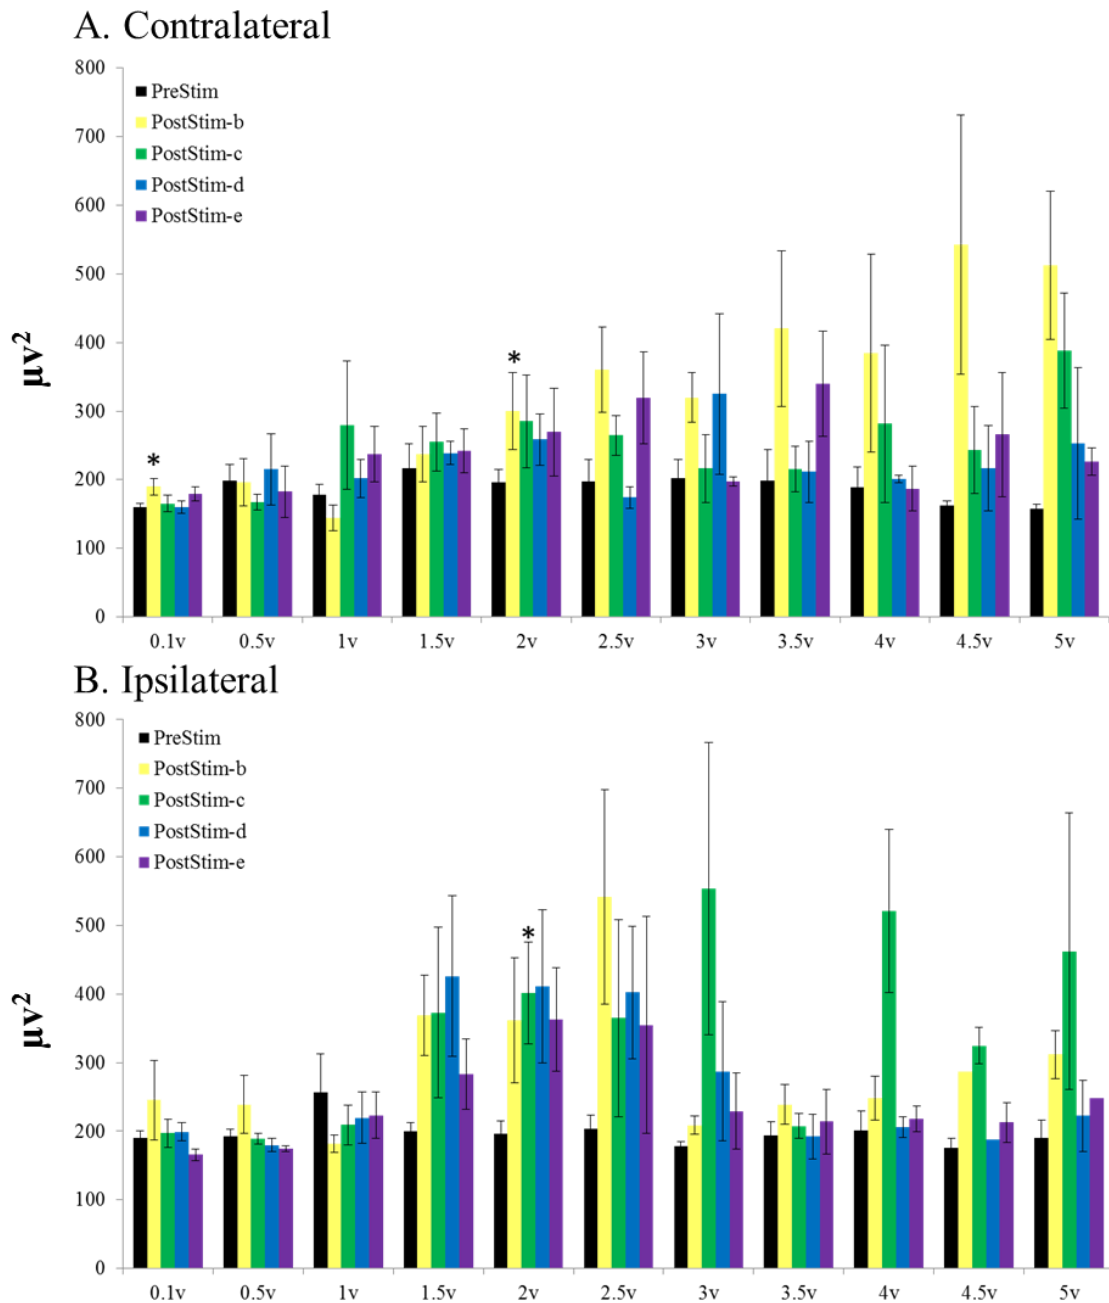 A. Contralateral
800
700
600
500
400
300
200
100
0
µv²
PreStim
PostStim-b
PostStim-c
PostStim-d
PostStim-e
*
*
0.1v 0.5v 1v 1.5v 2v 2.5v 3v 3.5v 4v 4.5v 5v
B. Ipsilateral
800
700
600
500
400
300
200
100
0
µv²
PreStim
PostStim-b
PostStim-c
PostStim-d
PostStim-e
*
0.1v 0.5v 1v 1.5v 2v 2.5v 3v 3.5v 4v 4.5v 5v